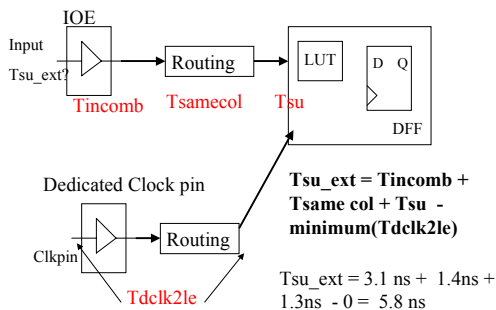 IOE
Input
Tsu_ext?
Tincomb
Routing
Tsamecol
Tsu
LUT
D Q
DFF
Dedicated Clock pin
Clkpin
Routing
Tdclk2le
Tsu_ext = Tincomb +
Tsame col + Tsu -
minimum(Tdclk2le)
Tsu_ext = 3.1 ns + 1.4ns +
1.3ns - 0 = 5.8 ns